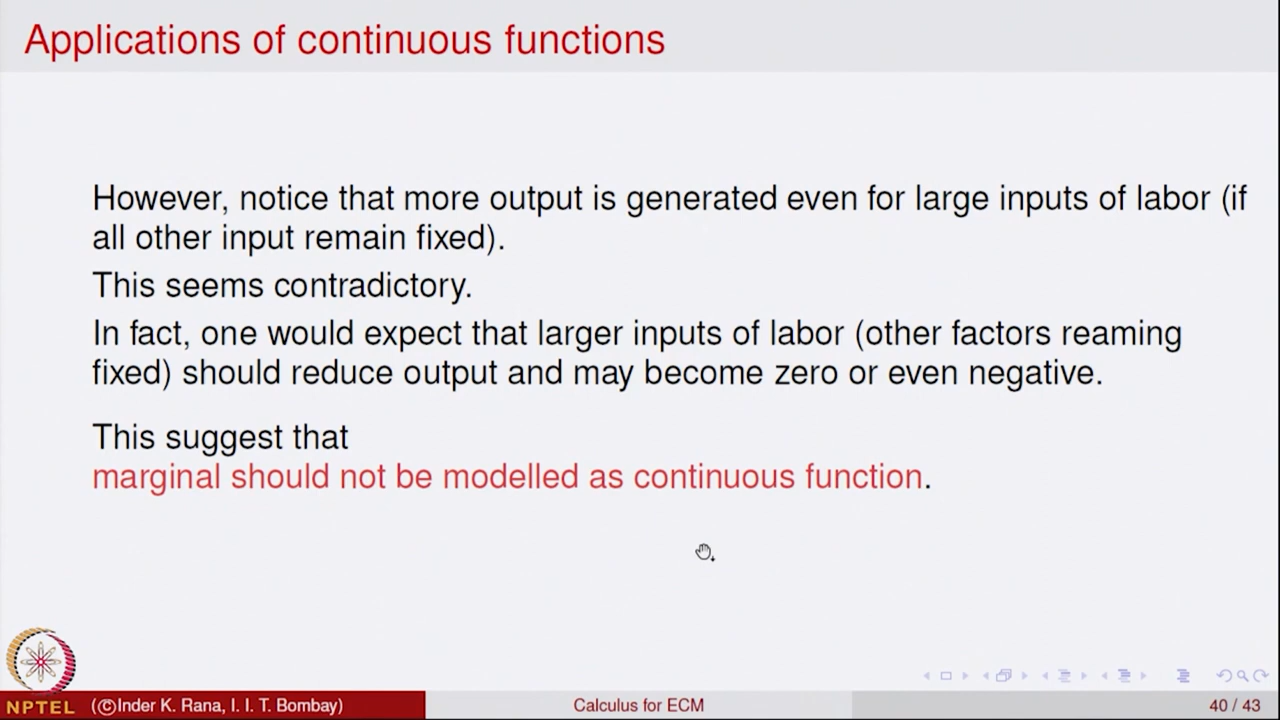 Applications of continuous functions
However, notice that more output is generated even for large inputs of labor (if
all other input remain fixed).
This seems contradictory.
In fact, one would expect that larger inputs of labor (other factors reaming
fixed) should reduce output and may become zero or even negative.
This suggest that
marginal should not be modelled as continuous function.
NPTEL (©Inder K. Rana, I. I. T. Bombay) Calculus for ECM 40 / 43